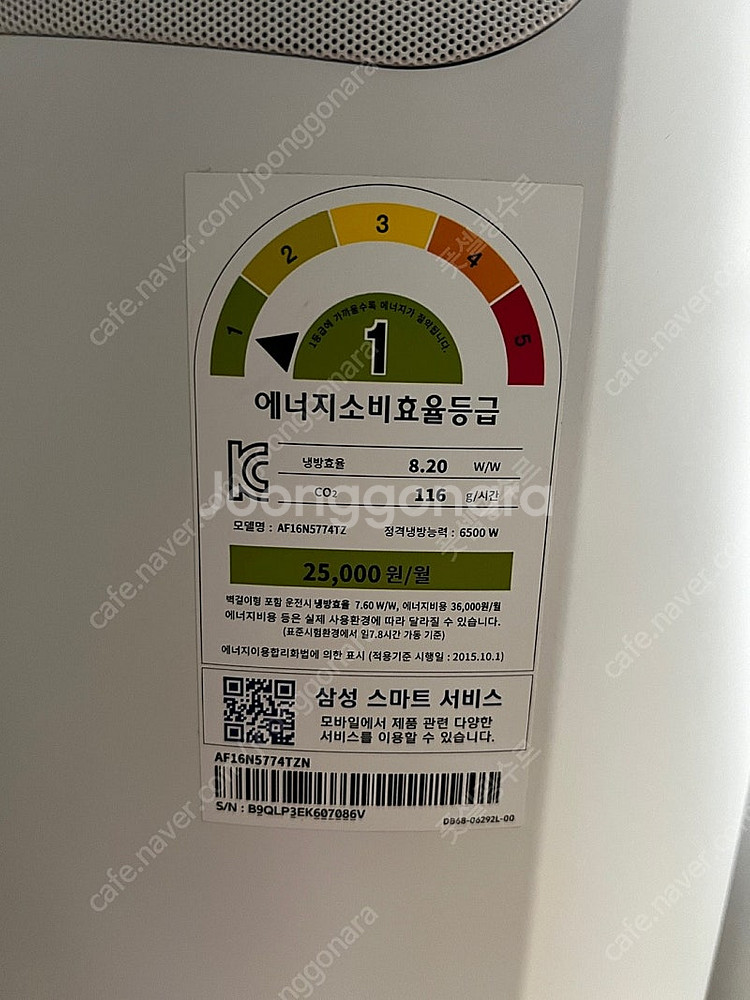 1 2 3 4 5
1등급에 가까울수록 에너지가 절약됩니다.
1
에너지소비효율등급
냉방효율 8.20 W/W
CO2 116 g/시간
모델명 : AF16N5774TZ 정격냉방능력 : 6500 W
25,000 원/월
벽걸이형 포함 운전시 냉방효율 7.60 W/W, 에너지비용 36,000원/월
에너지비용 등은 실제 사용환경에 따라 달라질 수 있습니다.
(표준시험환경에서 일7.8시간 가동 기준)
에너지이용합리화법에 의한 표시 (적용기준 시행일 : 2015.10.1)
삼성 스마트 서비스
모바일에서 제품 관련 다양한
서비스를 이용할 수 있습니다.
AF16N5774TZN
S/N : B9QLP3EK607086V
DB68-06292L-00
Joonggonara
cafe.naver.com/joonggonara